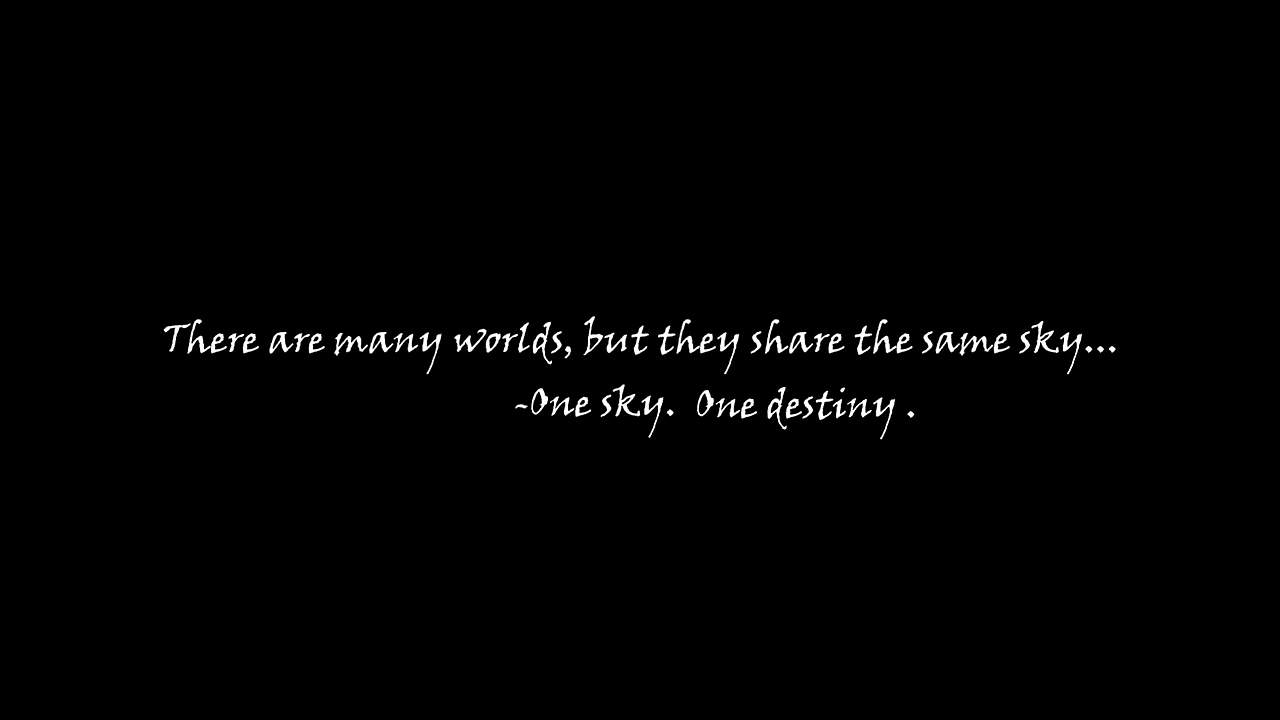 There are many worlds, but they share the same sky...
-One sky. One destiny .